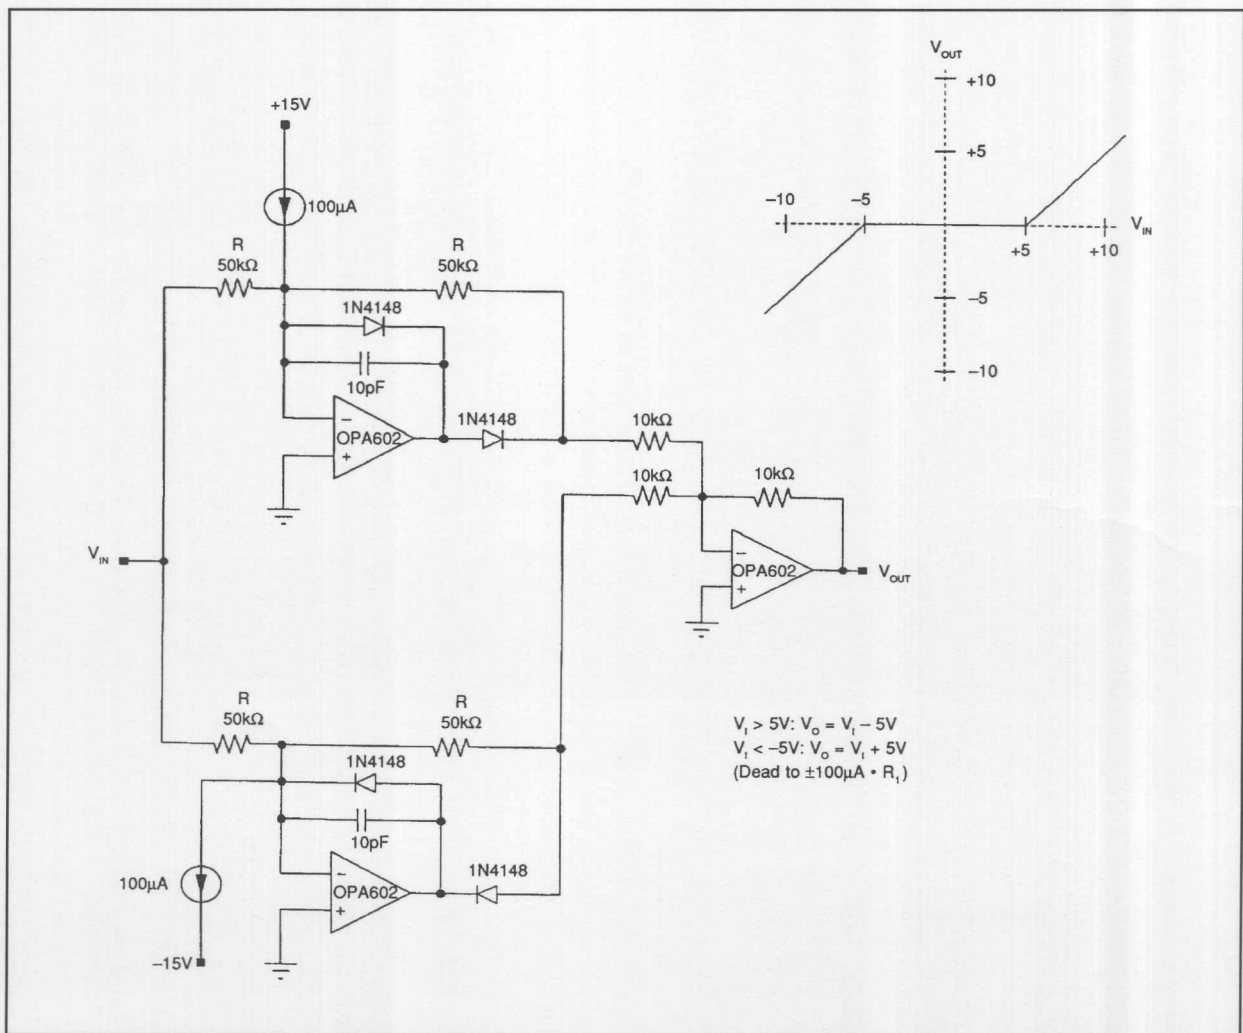 V_OUT
+10
+5
-10
-5
V_IN
+5
+10
-5
-10
+15V
100µA
R
50kΩ
R
50kΩ
1N4148
10pF
OPA602
1N4148
10kΩ
10kΩ
10kΩ
OPA602
V_OUT
V_IN
R
50kΩ
R
50kΩ
1N4148
10pF
100µA
OPA602
1N4148
–15V
V_I > 5V: V_O = V_I – 5V
V_I < –5V: V_O = V_I + 5V
(Dead to ±100µA • R_1)